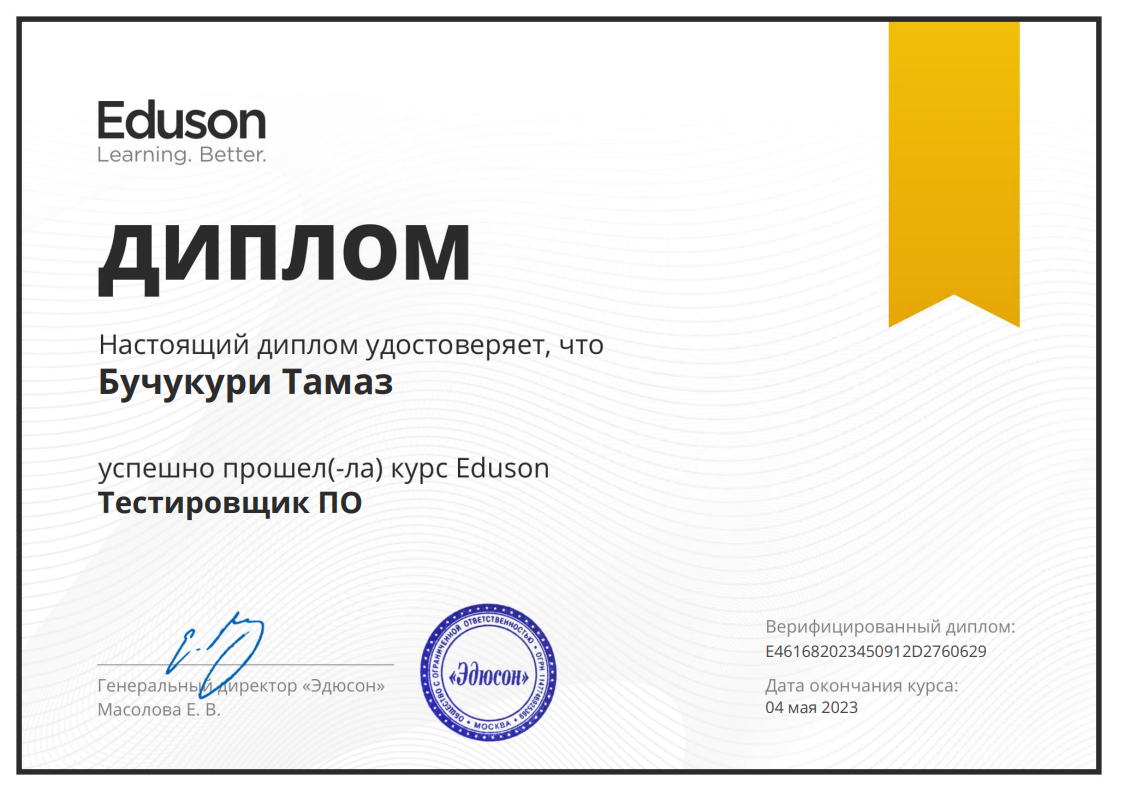 Eduson
Learning. Better.
ДИПЛОМ
Настоящий диплом удостоверяет, что
Бучукури Тамаз
успешно прошел(-ла) курс Eduson
Тестировщик ПО
Генеральный директор «Эдюсон»
Масолова Е. В.
ОБЩЕСТВО С ОГРАНИЧЕННОЙ ОТВЕТСТВЕННОСТЬЮ • ОГРН
«Эдюсон»
• МОСКВА •
Верифицированный диплом:
E461682023450912D2760629
Дата окончания курса:
04 мая 2023